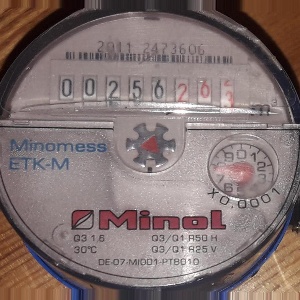 2011 2473606
00256263
m
Minomess
ETK-M
X0,0001
Minol
Q3 1,6 Q3/Q1 R50 H
30°C Q3/Q1 R25 V
DE-07-MI001-PTB010